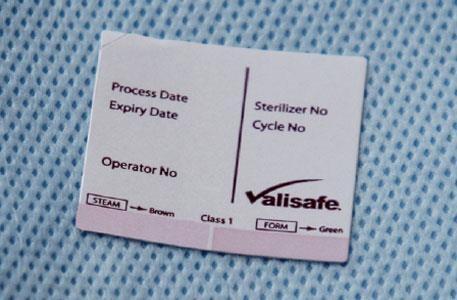 Process Date
Expiry Date
Operator No
Sterilizer No
Cycle No
Valisafe
STEAM Brown
Class 1
FORM Green